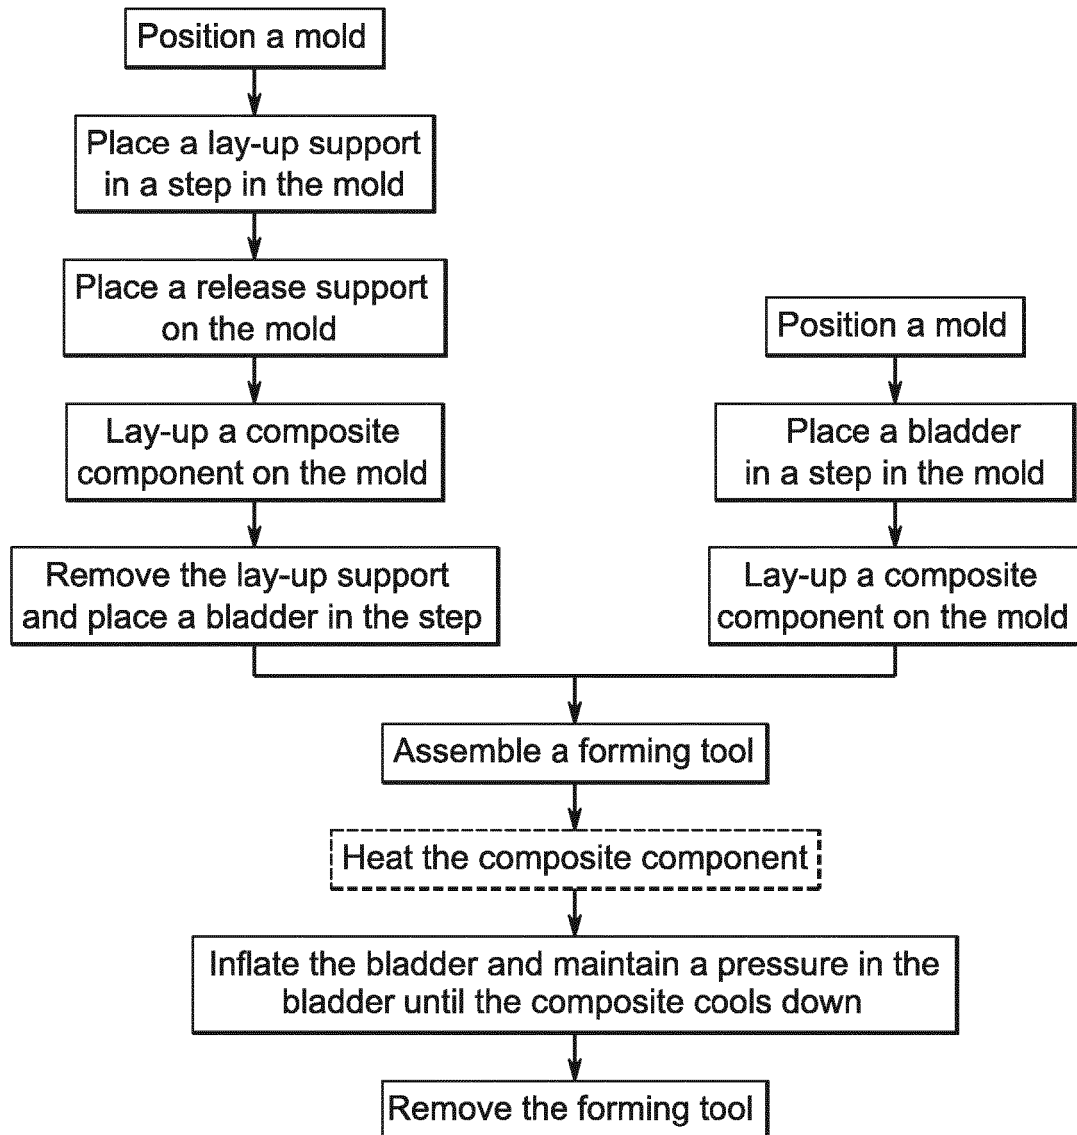 Position a mold
Place a lay-up support
in a step in the mold
Place a release support
on the mold
Lay-up a composite
component on the mold
Remove the lay-up support
and place a bladder in the step
Position a mold
Place a bladder
in a step in the mold
Lay-up a composite
component on the mold
Assemble a forming tool
Heat the composite component
Inflate the bladder and maintain a pressure in the
bladder until the composite cools down
Remove the forming tool